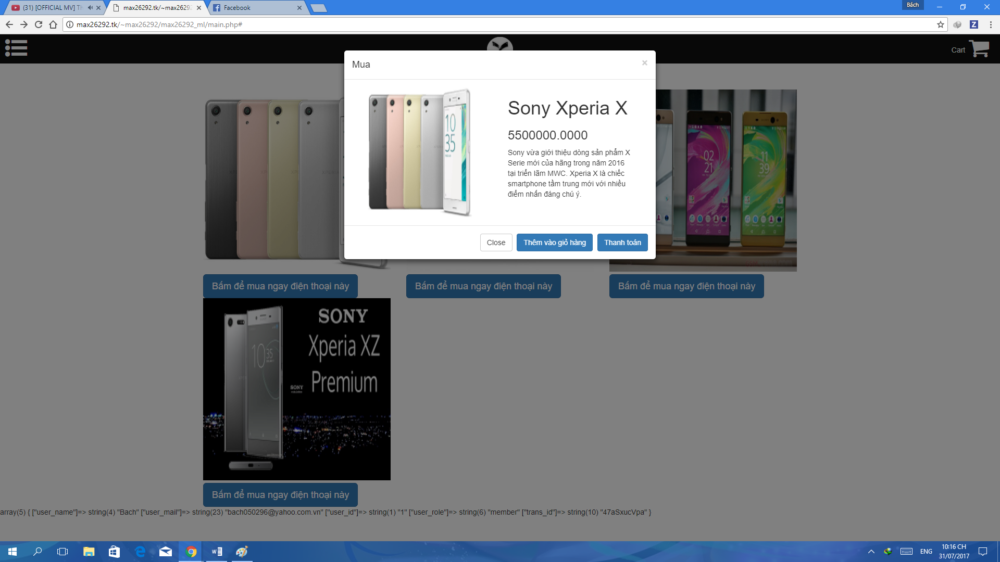 (31) [OFFICIAL MV] Th
max26292.tk/~max26292
Facebook
Bách
max26292.tk/~max26292/max26292_ml/main.php#
Cart
Mua
×
Sony Xperia X
5500000.0000
Sony vừa giới thiệu dòng sản phẩm X
Serie mới của hãng trong năm 2016
tại triển lãm MWC. Xperia X là chiếc
smartphone tầm trung mới với nhiều
điểm nhấn đáng chú ý.
10
35
Close
Thêm vào giỏ hàng
Thanh toán
02
21
11
39
Bấm để mua ngay điện thoại này
Bấm để mua ngay điện thoại này
Bấm để mua ngay điện thoại này
SONY
Xperia XZ
Premium
10 35
SONY
Bấm để mua ngay điện thoại này
array(5) { ["user_name"]=> string(4) "Bach" ["user_mail"]=> string(23) "bach050296@yahoo.com.vn" ["user_id"]=> string(1) "1" ["user_role"]=> string(6) "member" ["trans_id"]=> string(10) "47aSxucVpa" }
ENG
10:16 CH
31/07/2017